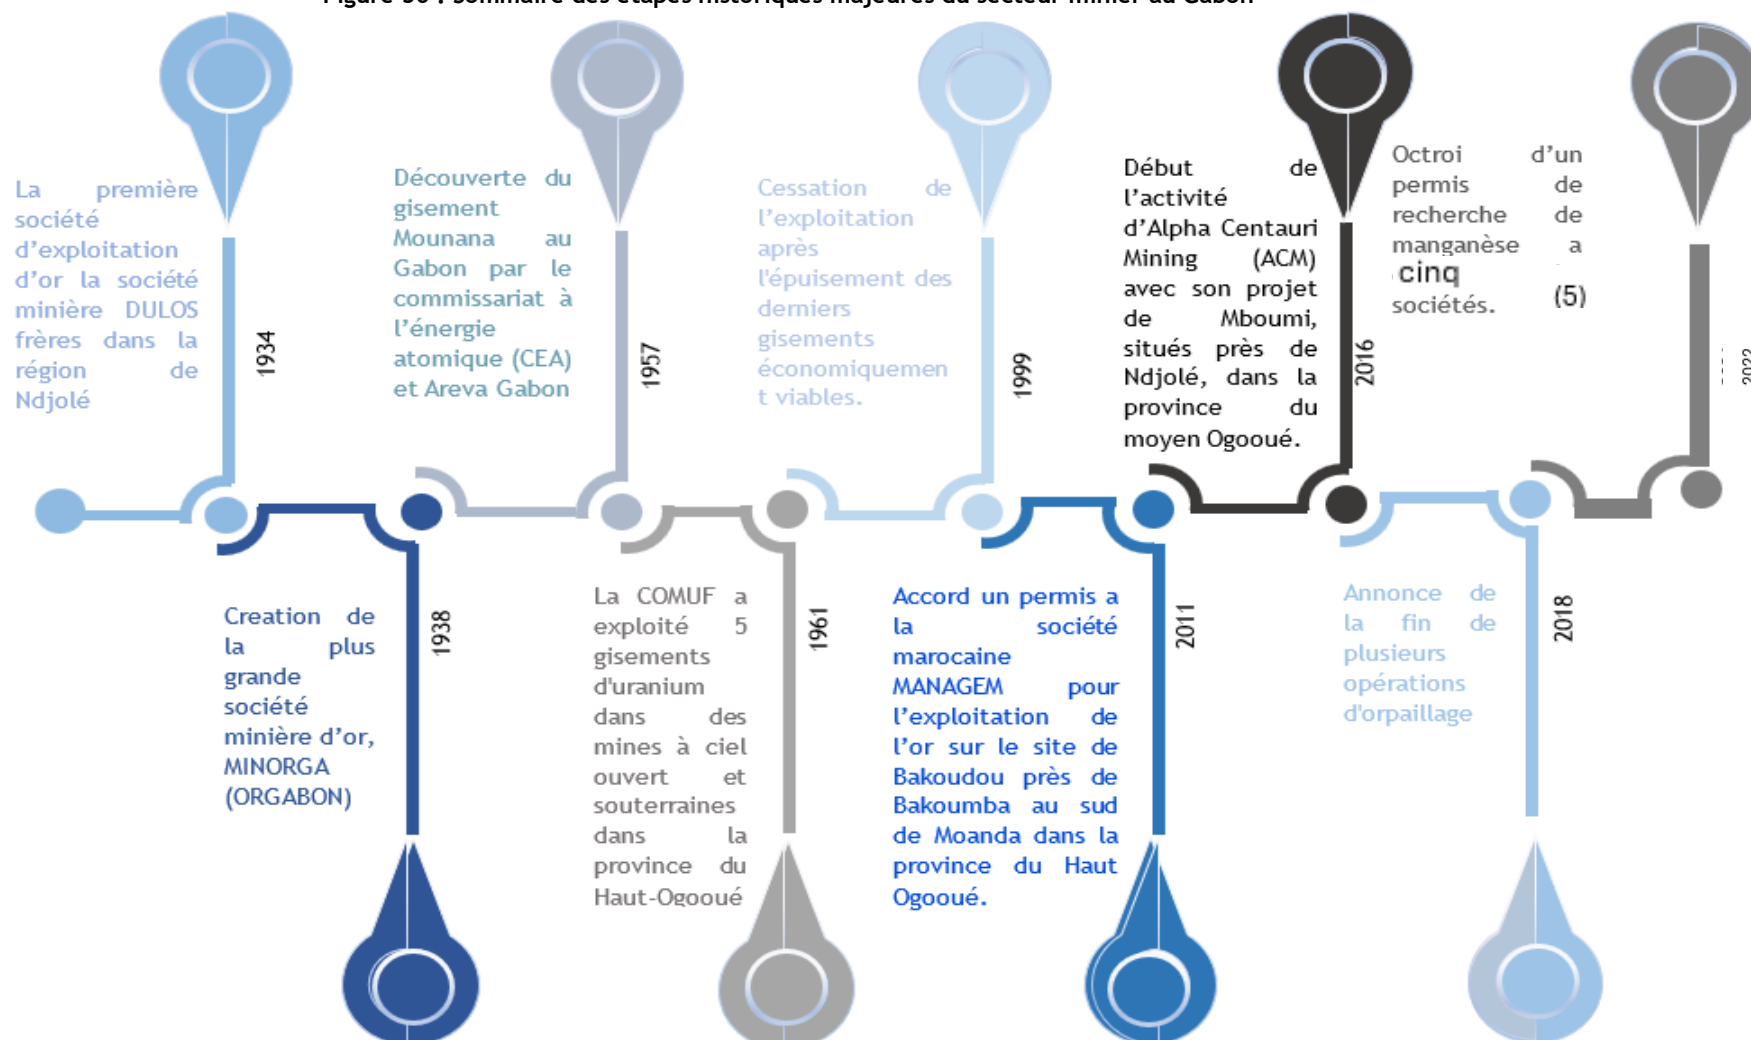 La première
société
d’exploitation
d’or la société
minière DULOS
frères dans la
région de
Ndjolé
1934
Creation de
la plus
grande
société
minière d’or,
MINORGA
(ORGABON)
1938
Découverte du
gisement
Mounana au
Gabon par le
commissariat à
l’énergie
atomique (CEA)
et Areva Gabon
1957
La COMUF a
exploité 5
gisements
d'uranium
dans des
mines à ciel
ouvert et
souterraines
dans la
province du
Haut-Ogooué
1961
Cessation de
l’exploitation
après
l'épuisement des
derniers
gisements
économiquemen
t viables.
1999
Accord un permis a
la société
marocaine
MANAGEM pour
l’exploitation de
l’or sur le site de
Bakoudou près de
Bakoumba au sud
de Moanda dans la
province du Haut
Ogooué.
2011
Début de
l’activité
d’Alpha Centauri
Mining (ACM)
avec son projet
de Mboumi,
situés près de
Ndjolé, dans la
province du
moyen Ogooué.
2016
Annonce de
la fin de
plusieurs
opérations
d'orpaillage
2018
Octroi d’un
permis de
recherche de
manganèse a
cinq (5)
sociétés.